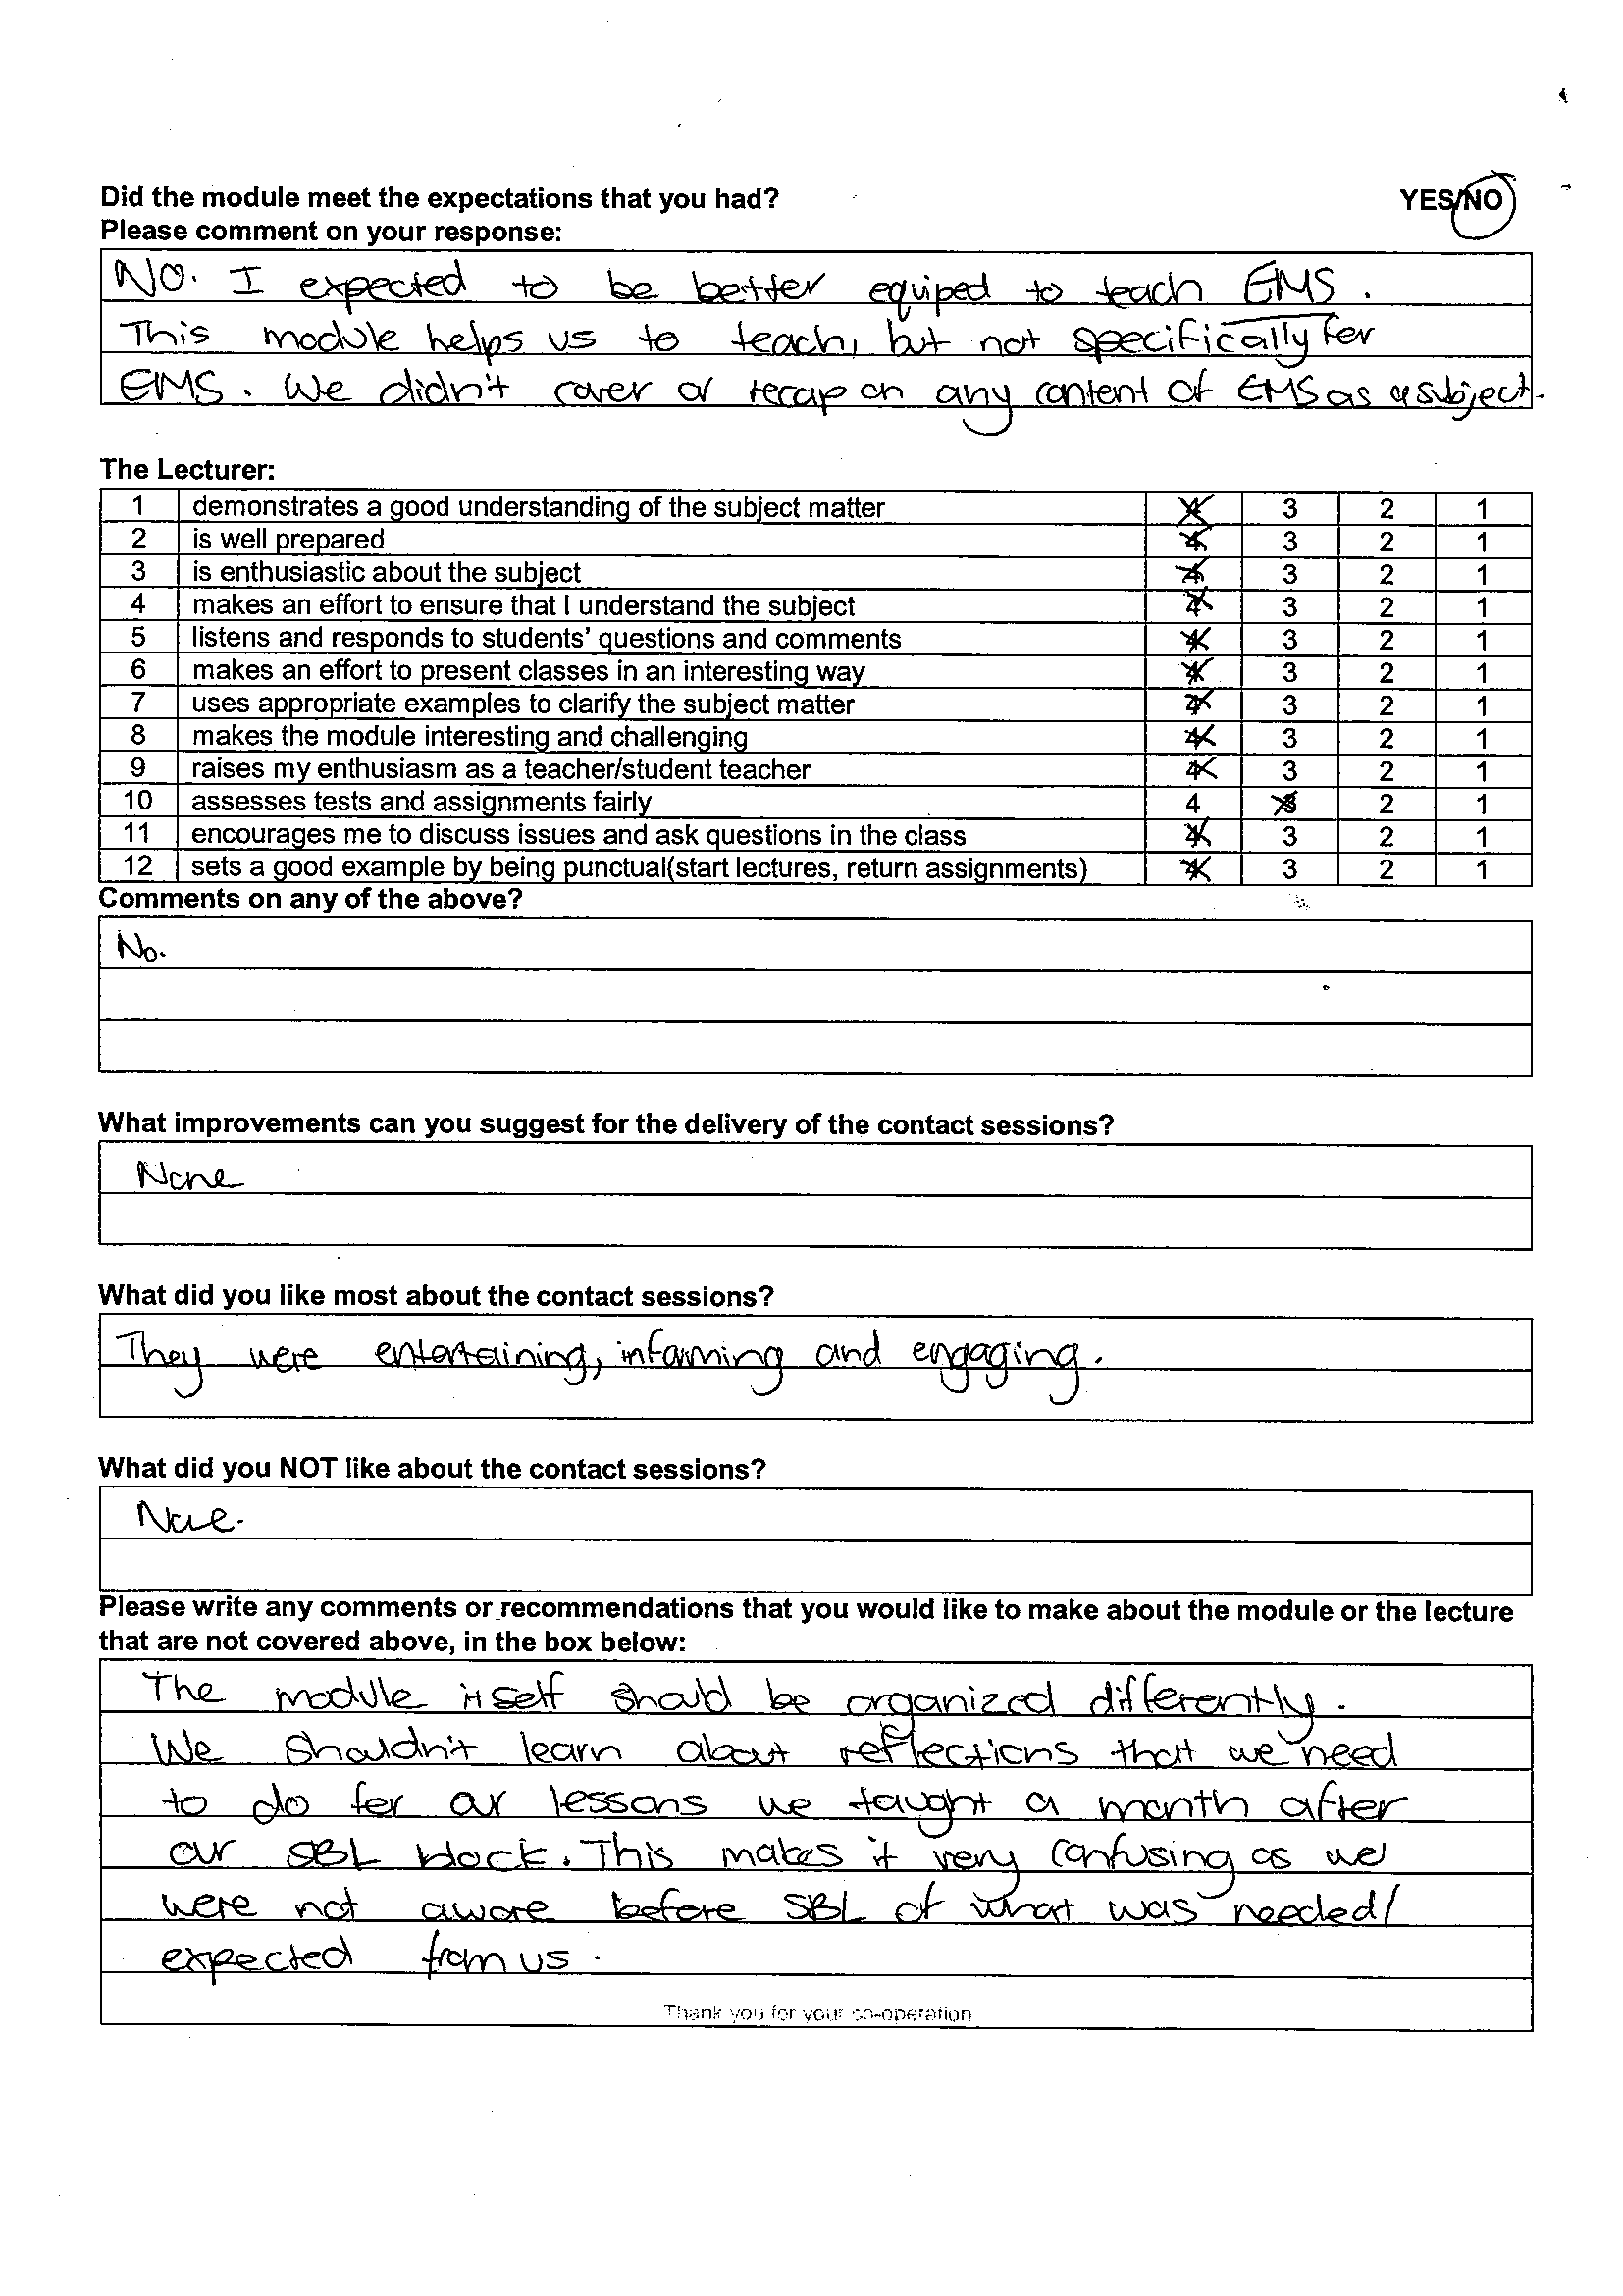 Did the module meet the expectations that you had? YES/NO
Please comment on your response:
NO. I expected to be better equiped to teach EMS.
This module helps us to teach, but not specifically for
EMS. We didn't cover or recap on any content of EMS as a subject.
The Lecturer:
1 demonstrates a good understanding of the subject matter 4 3 2 1
2 is well prepared 4 3 2 1
3 is enthusiastic about the subject 4 3 2 1
4 makes an effort to ensure that I understand the subject 4 3 2 1
5 listens and responds to students' questions and comments 4 3 2 1
6 makes an effort to present classes in an interesting way 4 3 2 1
7 uses appropriate examples to clarify the subject matter 4 3 2 1
8 makes the module interesting and challenging 4 3 2 1
9 raises my enthusiasm as a teacher/student teacher 4 3 2 1
10 assesses tests and assignments fairly 4 3 2 1
11 encourages me to discuss issues and ask questions in the class 4 3 2 1
12 sets a good example by being punctual(start lectures, return assignments) 4 3 2 1
Comments on any of the above?
No.
What improvements can you suggest for the delivery of the contact sessions?
None
What did you like most about the contact sessions?
They were entertaining, informing and engaging.
What did you NOT like about the contact sessions?
None.
Please write any comments or recommendations that you would like to make about the module or the lecture
that are not covered above, in the box below:
The module itself should be organized differently.
We shouldn't learn about reflections that we need
to do for our lessons we taught a month after
our SBL block. This makes it very confusing as we
were not aware before SBL of what was needed/
expected from us.
Thank you for your co-operation